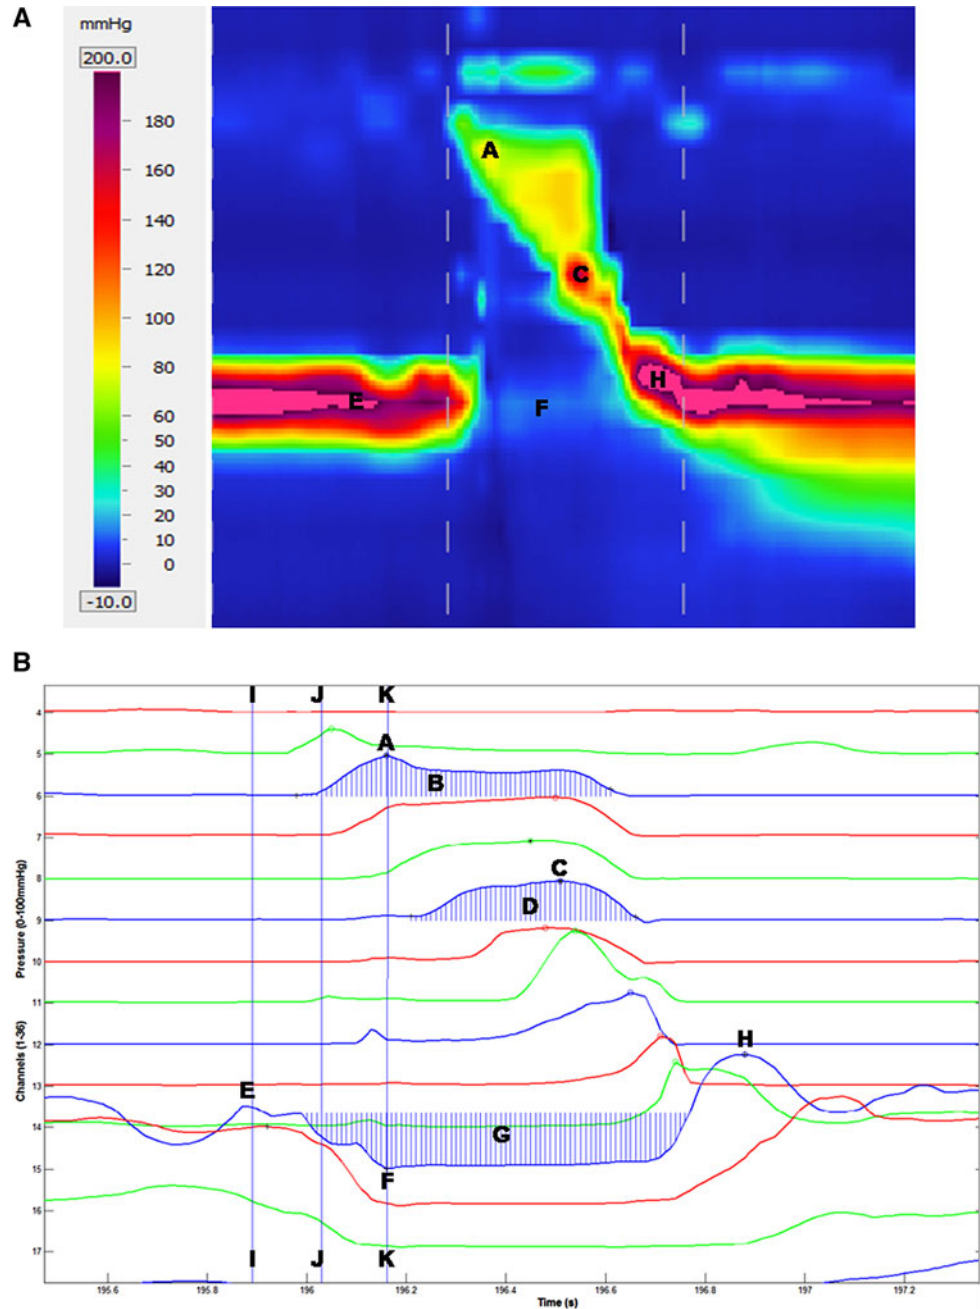 A
mmHg
200.0
180
160
140
120
100
80
60
50
40
30
20
10
0
-10.0
A
C
E
F
H
B
I J K
4
A
5
B
6
7
C
8
D
9
10
11
12
H
13
E
14
G
15
F
16
I J K
17
Pressure (0-100mmHg)
Channels (1-36)
195.6 195.8 196 196.2 196.4 196.6 196.8 197 197.2
Time (s)